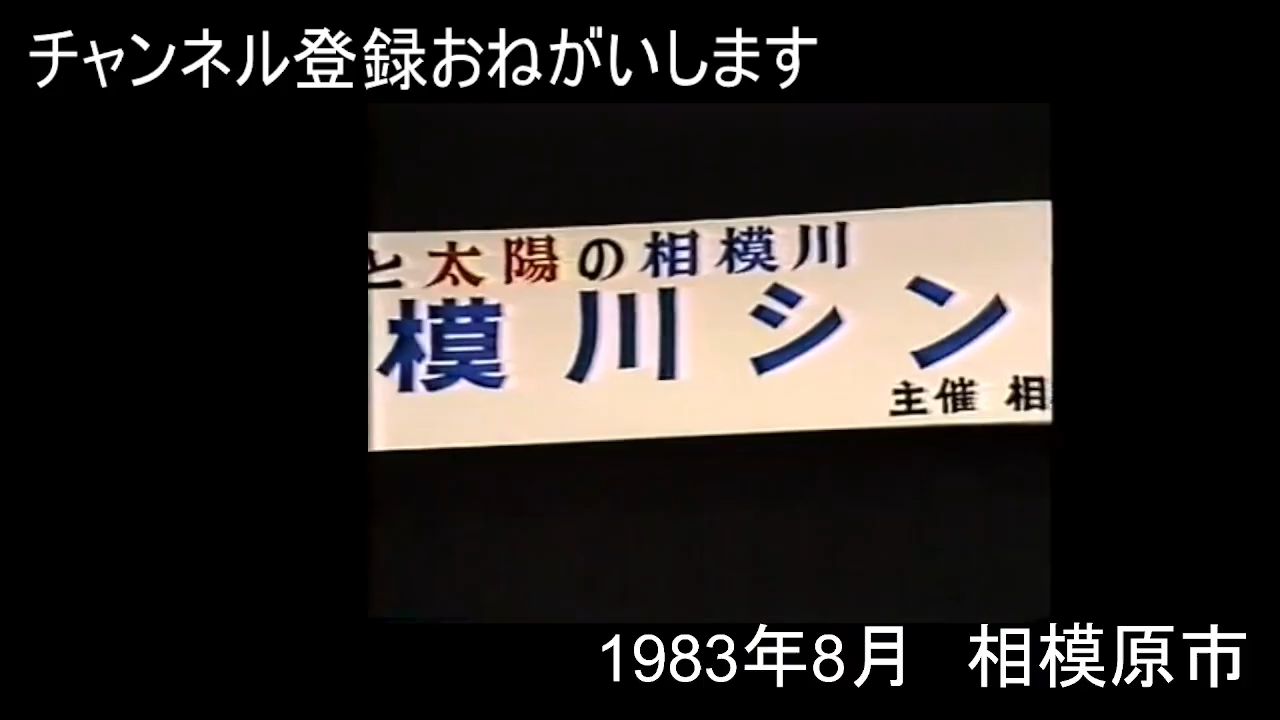 チャンネル登録おねがいします
と太陽の相模川
模川シン
主催 相
1983年8月 相模原市